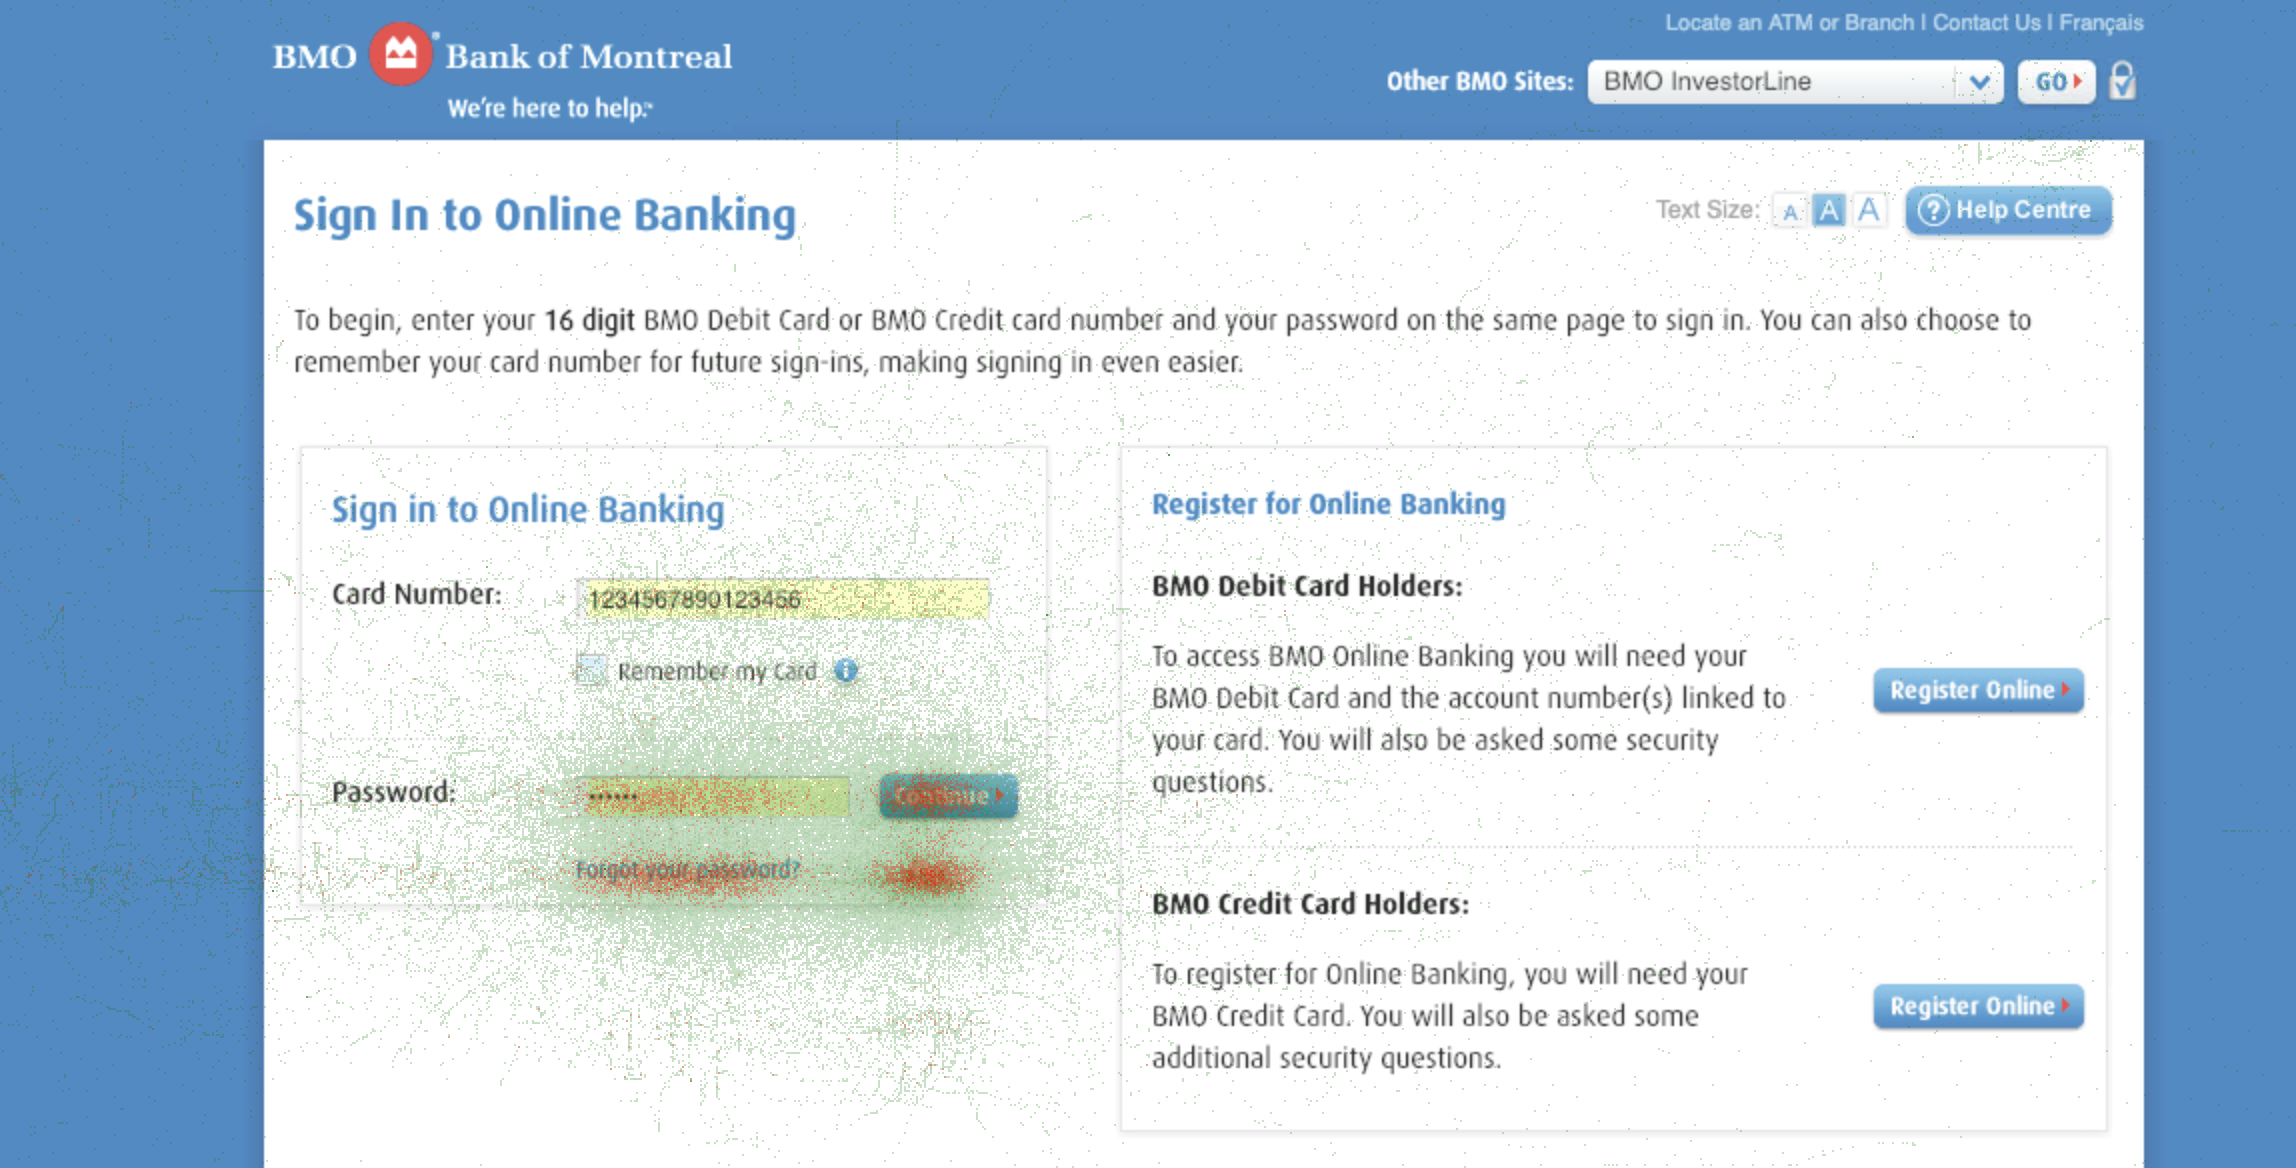 Locate an ATM or Branch | Contact Us | Français
BMO Bank of Montreal
We're here to help.™
Other BMO Sites: BMO InvestorLine GO
Sign In to Online Banking
Text Size: A A A Help Centre
To begin, enter your 16 digit BMO Debit Card or BMO Credit card number and your password on the same page to sign in. You can also choose to
remember your card number for future sign-ins, making signing in even easier.
Sign in to Online Banking
Card Number: 1234567890123456
Remember my Card
Password: ······
Continue
Forgot your password?
Register for Online Banking
BMO Debit Card Holders:
To access BMO Online Banking you will need your
BMO Debit Card and the account number(s) linked to
your card. You will also be asked some security
questions.
Register Online
BMO Credit Card Holders:
To register for Online Banking, you will need your
BMO Credit Card. You will also be asked some
additional security questions.
Register Online